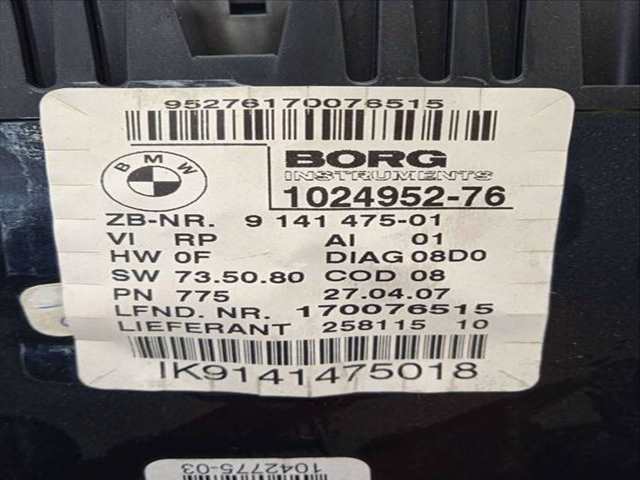 95276170076515
BMW
BORG
INSTRUMENTS
1024952-76
ZB-NR. 9 141 475-01
VI RP AI 01
HW 0F DIAG 08D0
SW 73.50.80 COD 08
PN 775 27.04.07
LFND. NR. 170076515
LIEFERANT 258115 10
IK9141475018
1042775-03